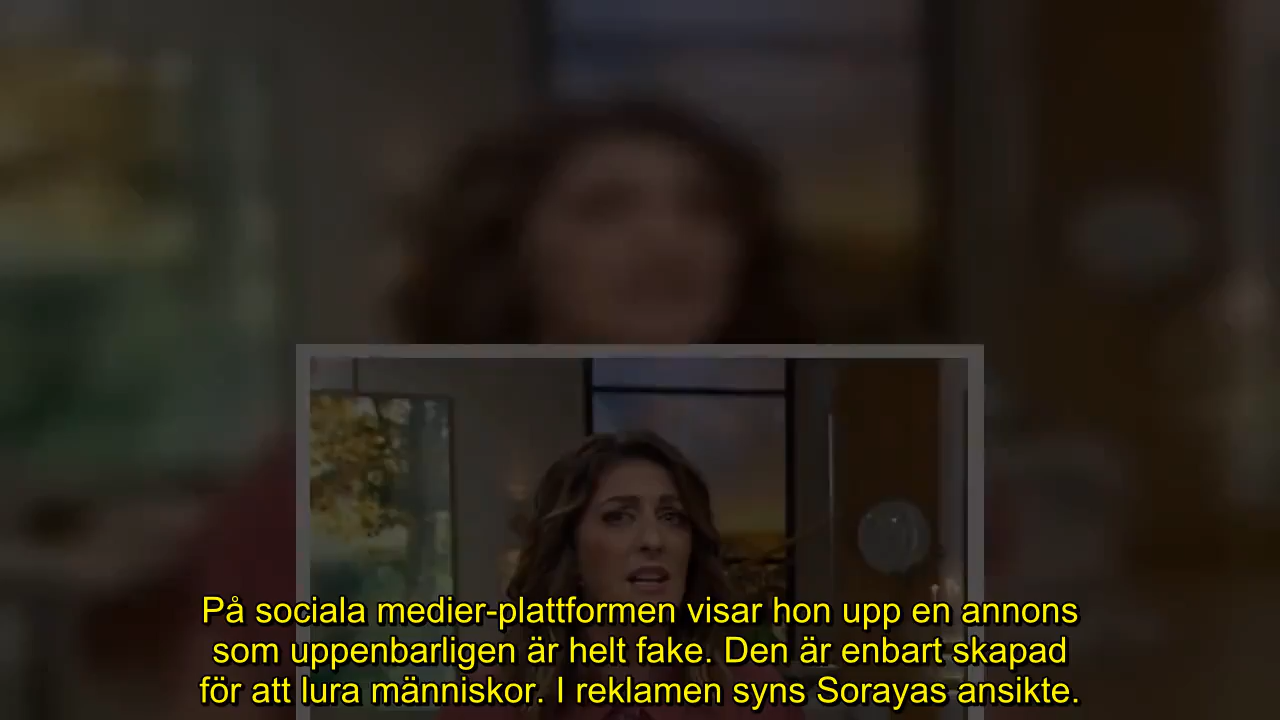 På sociala medier-plattformen visar hon upp en annons
som uppenbarligen är helt fake. Den är enbart skapad
för att lura människor. I reklamen syns Sorayas ansikte.